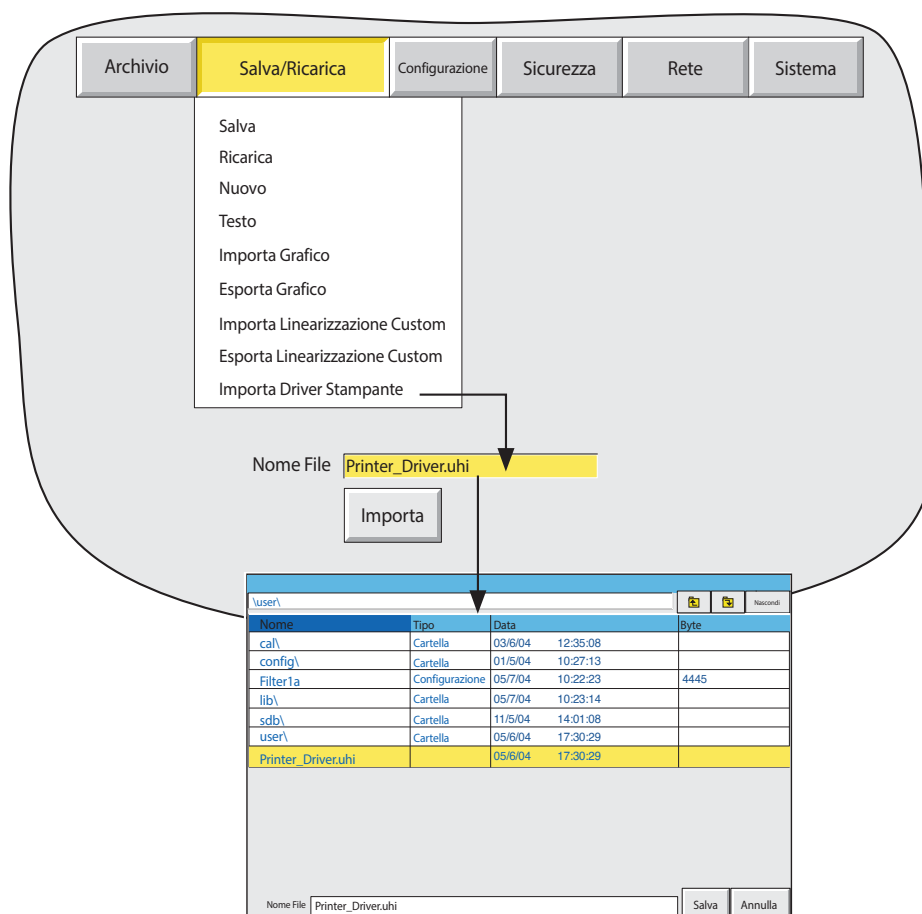 Archivio Salva/Ricarica Configurazione Sicurezza Rete Sistema
Salva
Ricarica
Nuovo
Testo
Importa Grafico
Esporta Grafico
Importa Linearizzazione Custom
Esporta Linearizzazione Custom
Importa Driver Stampante
Nome File Printer_Driver.uhi
Importa
\user\ Nascondi
Nome Tipo Data Byte
cal\ Cartella 03/6/04 12:35:08
config\ Cartella 01/5/04 10:27:13
Filter1a Configurazione 05/7/04 10:22:23 4445
lib\ Cartella 05/7/04 10:23:14
sdb\ Cartella 11/5/04 14:01:08
user\ Cartella 05/6/04 17:30:29
Printer_Driver.uhi 05/6/04 17:30:29
Nome File Printer_Driver.uhi Salva Annulla